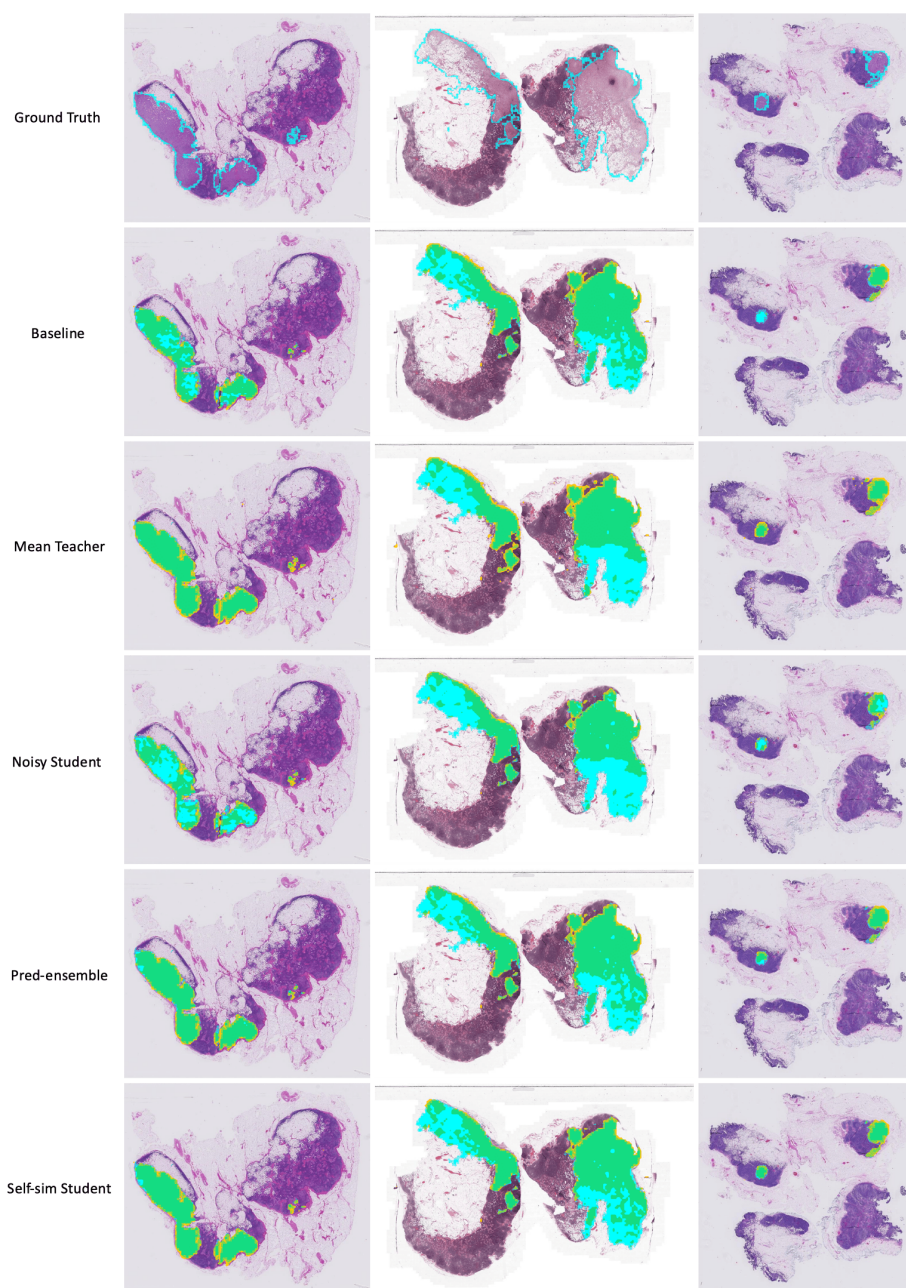 Ground Truth
Baseline
Mean Teacher
Noisy Student
Pred-ensemble
Self-sim Student